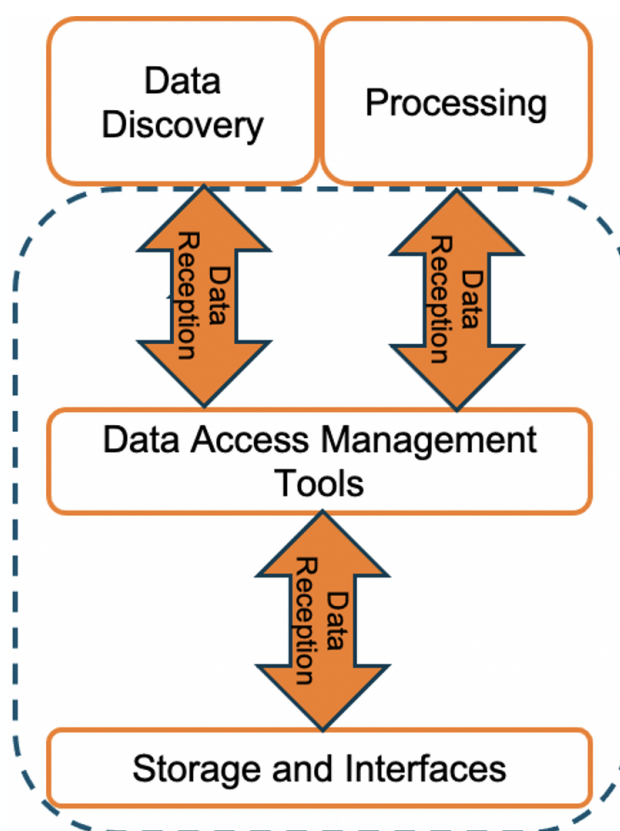 Data
Discovery
Processing
Data
Reception
Data
Reception
Data Access Management
Tools
Data
Reception
Storage and Interfaces